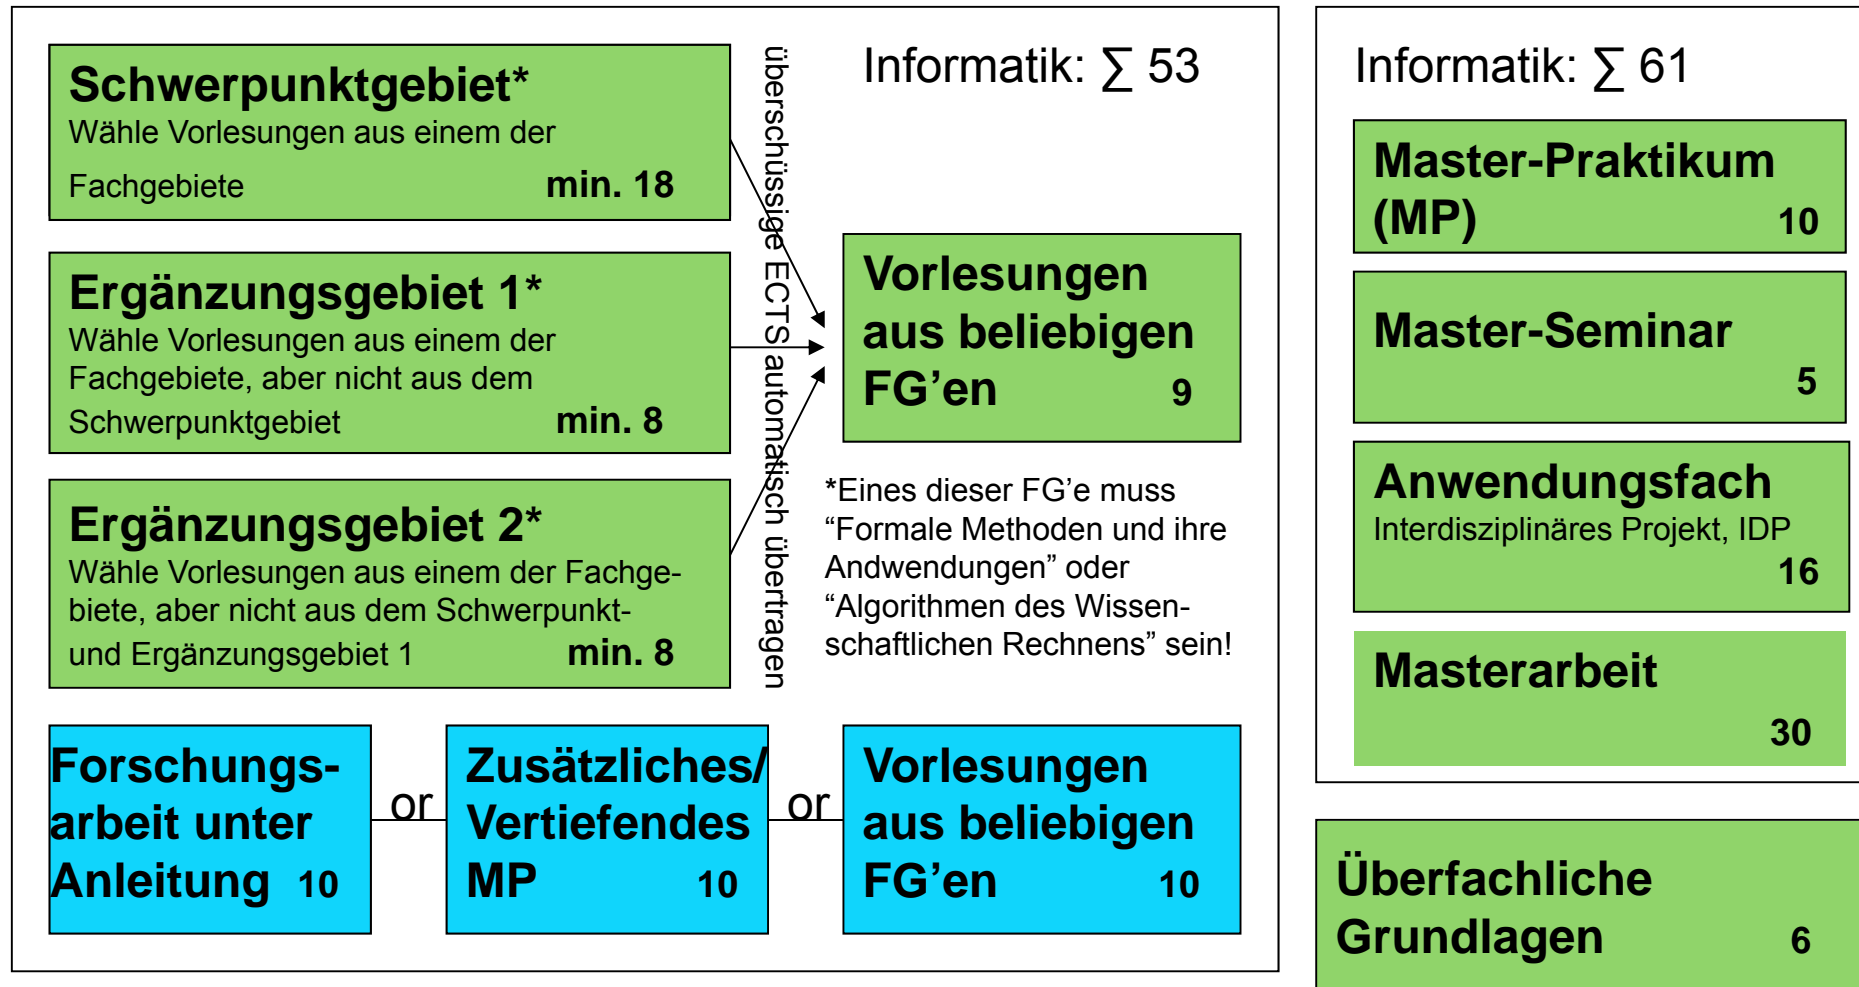 Informatik: ∑ 53
Schwerpunktgebiet*
Wähle Vorlesungen aus einem der
Fachgebiete min. 18
Ergänzungsgebiet 1*
Wähle Vorlesungen aus einem der
Fachgebiete, aber nicht aus dem
Schwerpunktgebiet min. 8
Ergänzungsgebiet 2*
Wähle Vorlesungen aus einem der Fachge-
biete, aber nicht aus dem Schwerpunkt-
und Ergänzungsgebiet 1 min. 8
überschüssige ECTS automatisch übertragen
Vorlesungen
aus beliebigen
FG’en 9
*Eines dieser FG’e muss
“Formale Methoden und ihre
Andwendungen” oder
“Algorithmen des Wissen-
schaftlichen Rechnens” sein!
Forschungs-
arbeit unter
Anleitung 10
or
Zusätzliches/
Vertiefendes
MP 10
or
Vorlesungen
aus beliebigen
FG’en 10
Informatik: ∑ 61
Master-Praktikum
(MP) 10
Master-Seminar
5
Anwendungsfach
Interdisziplinäres Projekt, IDP
16
Masterarbeit
30
Überfachliche
Grundlagen 6